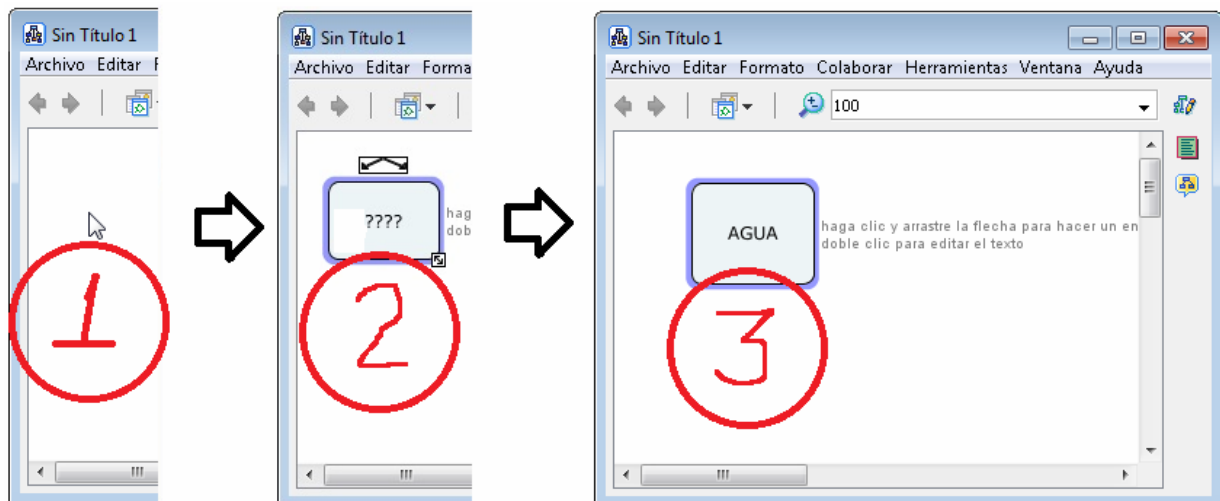 Sin Título 1
Archivo Editar
1
Sin Título 1
Archivo Editar Forma
????
hag
dob
2
Sin Título 1
Archivo Editar Formato Colaborar Herramientas Ventana Ayuda
100
AGUA
haga clic y arrastre la flecha para hacer un en
doble clic para editar el texto
3